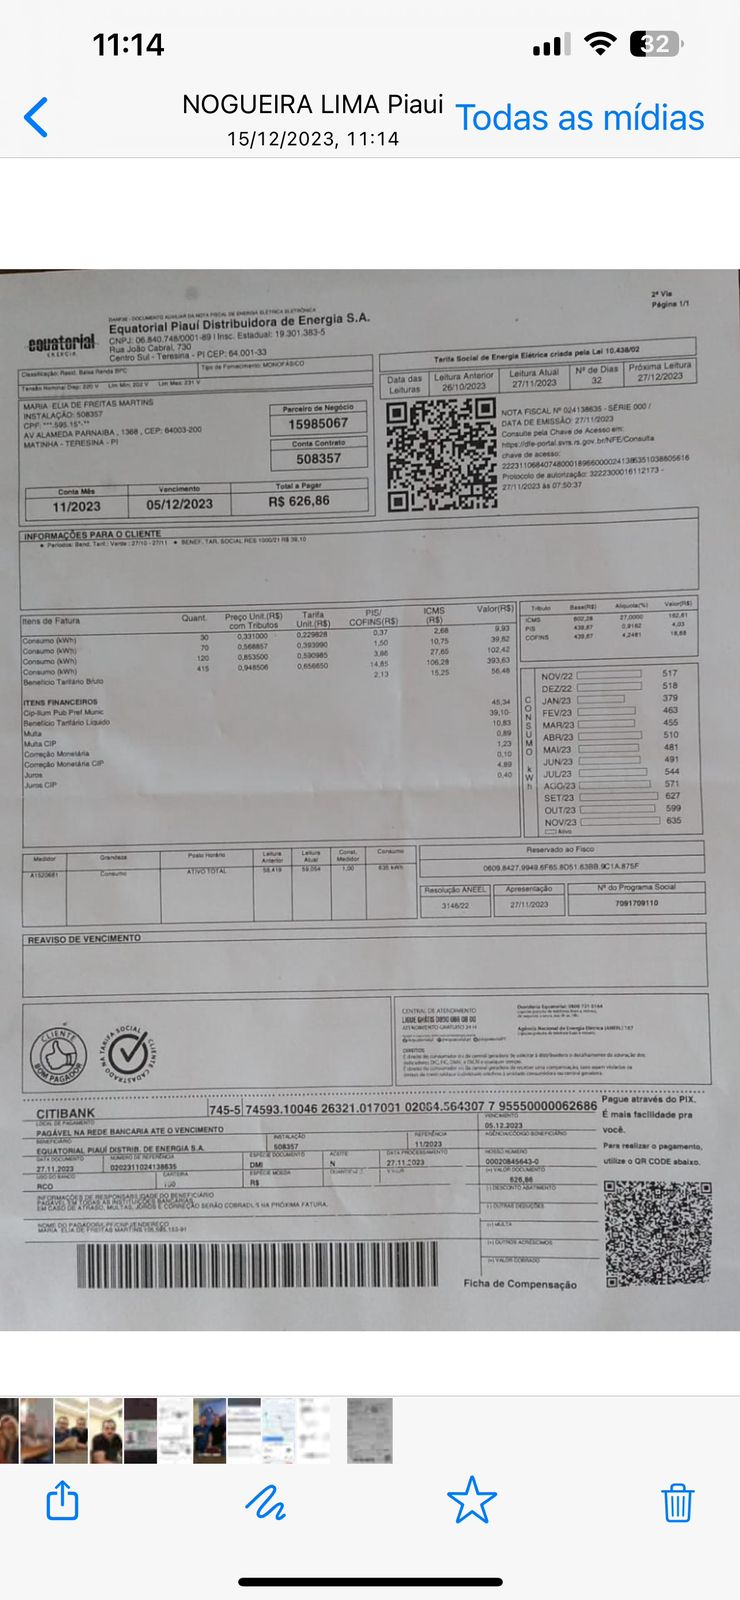 11:14
32
NOGUEIRA LIMA Piaui
15/12/2023, 11:14
Todas as mídias
2ª Via
Página 1/1
DANF3E - DOCUMENTO AUXILIAR DA NOTA FISCAL DE ENERGIA ELÉTRICA ELETRÔNICA
equatorial
ENERGIA
Equatorial Piauí Distribuidora de Energia S.A.
CNPJ: 06.840.748/0001-89 | Insc. Estadual: 19.301.383-5
Rua João Cabral, 730
Centro Sul - Teresina - PI CEP: 64.001-33
Classificação: Resid. Baixa Renda BPC
Tipo de Fornecimento: MONOFÁSICO
Tensão Nominal Disp: 220 V Lim Min: 202 V Lim Max: 231 V
Tarifa Social de Energia Elétrica criada pela Lei 10.438/02
Data das Leituras
Leitura Anterior
26/10/2023
Leitura Atual
27/11/2023
Nº de Dias
32
Próxima Leitura
27/12/2023
MARIA ELIA DE FREITAS MARTINS
INSTALAÇÃO: 508357
CPF: ***.595.15*-**
AV ALAMEDA PARNAIBA , 1368 , CEP: 64003-200
MATINHA - TERESINA - PI
Parceiro de Negócio
15985067
Conta Contrato
508357
Conta Mês
11/2023
Vencimento
05/12/2023
Total a Pagar
R$ 626,86
NOTA FISCAL Nº 024138635 - SÉRIE 000 /
DATA DE EMISSÃO: 27/11/2023
Consulte pela Chave de Acesso em:
https://dfe-portal.svrs.rs.gov.br/NFE/Consulta
chave de acesso:
Protocolo de autorização: 3222300016112173 -
27/11/2023 às 07:50:37
INFORMAÇÕES PARA O CLIENTE
• Períodos: Band. Tarif.: Verde : 27/10 - 27/11 • BENEF. TAR. SOCIAL RES 1000/21 R$ 39,10
Itens de Fatura Quant. Preço Unit.(R$) com Tributos Tarifa Unit.(R$) PIS/COFINS(R$) ICMS (R$) Valor(R$)
Consumo (kWh) 30 0,331000 0,229828 0,37 2,68 9,93
Consumo (kWh) 70 0,568857 0,393990 1,50 10,75 39,82
Consumo (kWh) 120 0,853500 0,590985 3,86 27,65 102,42
Consumo (kWh) 415 0,948506 0,656650 14,85 106,28 393,63
Benefício Tarifário Bruto 2,13 15,25 56,48
ITENS FINANCEIROS
Cip-Ilum Pub Pref Munic 45,34
Benefício Tarifário Líquido 39,10-
Multa 10,83
Multa CIP 0,89
Correção Monetária 1,23
Correção Monetária CIP 0,10
Juros 4,89
Juros CIP 0,40
Tributo Base(R$) Alíquota(%) Valor(R$)
ICMS 602,28 27,0000 162,61
PIS 439,67 0,9162 4,03
COFINS 439,67 4,2481 18,68
CONSUMO kWh
NOV/22 517
DEZ/22 518
JAN/23 379
FEV/23 463
MAR/23 455
ABR/23 510
MAI/23 481
JUN/23 491
JUL/23 544
AGO/23 571
SET/23 627
OUT/23 599
NOV/23 635
Ativo
Medidor Grandeza Posto Horário Leitura Anterior Leitura Atual Const. Medidor Consumo
A1520681 Consumo ATIVO TOTAL 58.419 59.054 1,00 635 kWh
Reservado ao Fisco
0609.8427.9949.6F65.8D51.63BB.9C1A.875F
Resolução ANEEL
3146/22
Apresentação
27/11/2023
Nº do Programa Social
7091709110
REAVISO DE VENCIMENTO
CLIENTE BOM PAGADOR
CLIENTE CADASTRADO NA TARIFA SOCIAL
CENTRAL DE ATENDIMENTO
LIGUE GRÁTIS 0800 086 08 00
ATENDIMENTO GRATUITO 24 H
Ouvidoria Equatorial:
Agência Nacional de Energia Elétrica (ANEEL) 167
DIREITOS
CITIBANK
745-5
74593.10046 26321.017001 02084.564307 7 95550000062686
LOCAL DE PAGAMENTO
PAGÁVEL NA REDE BANCARIA ATE O VENCIMENTO
VENCIMENTO
05.12.2023
BENEFICIÁRIO
EQUATORIAL PIAUÍ DISTRIB. DE ENERGIA S.A.
INSTALAÇÃO
508357
REFERÊNCIA
11/2023
AGÊNCIA/CÓDIGO BENEFICIÁRIO
DATA DOCUMENTO
27.11.2023
NÚMERO DE REFERÊNCIA
0202311024138635
ESPÉCIE DOCUMENTO
DMI
ACEITE
N
DATA PROCESSAMENTO
27.11.2023
NOSSO NÚMERO
00020845643-0
USO DO BANCO
RCO
CARTEIRA
100
ESPÉCIE MOEDA
R$
QUANTIDADE
VALOR
(=) VALOR DOCUMENTO
626,86
INFORMAÇÕES DE RESPONSABILIDADE DO BENEFICIÁRIO
PAGÁVEL EM TODAS AS INSTITUIÇÕES BANCÁRIAS
EM CASO DE ATRASO, MULTAS, JUROS E CORREÇÃO SERÃO COBRADOS NA PRÓXIMA FATURA.
(-) DESCONTO ABATIMENTO
(-) OUTRAS DEDUÇÕES
(+) MULTA
(+) OUTROS ACRÉSCIMOS
(=) VALOR COBRADO
NOME DO PAGADOR/CPF/CNPJ/ENDEREÇO
MARIA ELIA DE FREITAS MARTINS
Ficha de Compensação
Pague através do PIX.
É mais facilidade pra
você.
Para realizar o pagamento,
utilize o QR CODE abaixo.